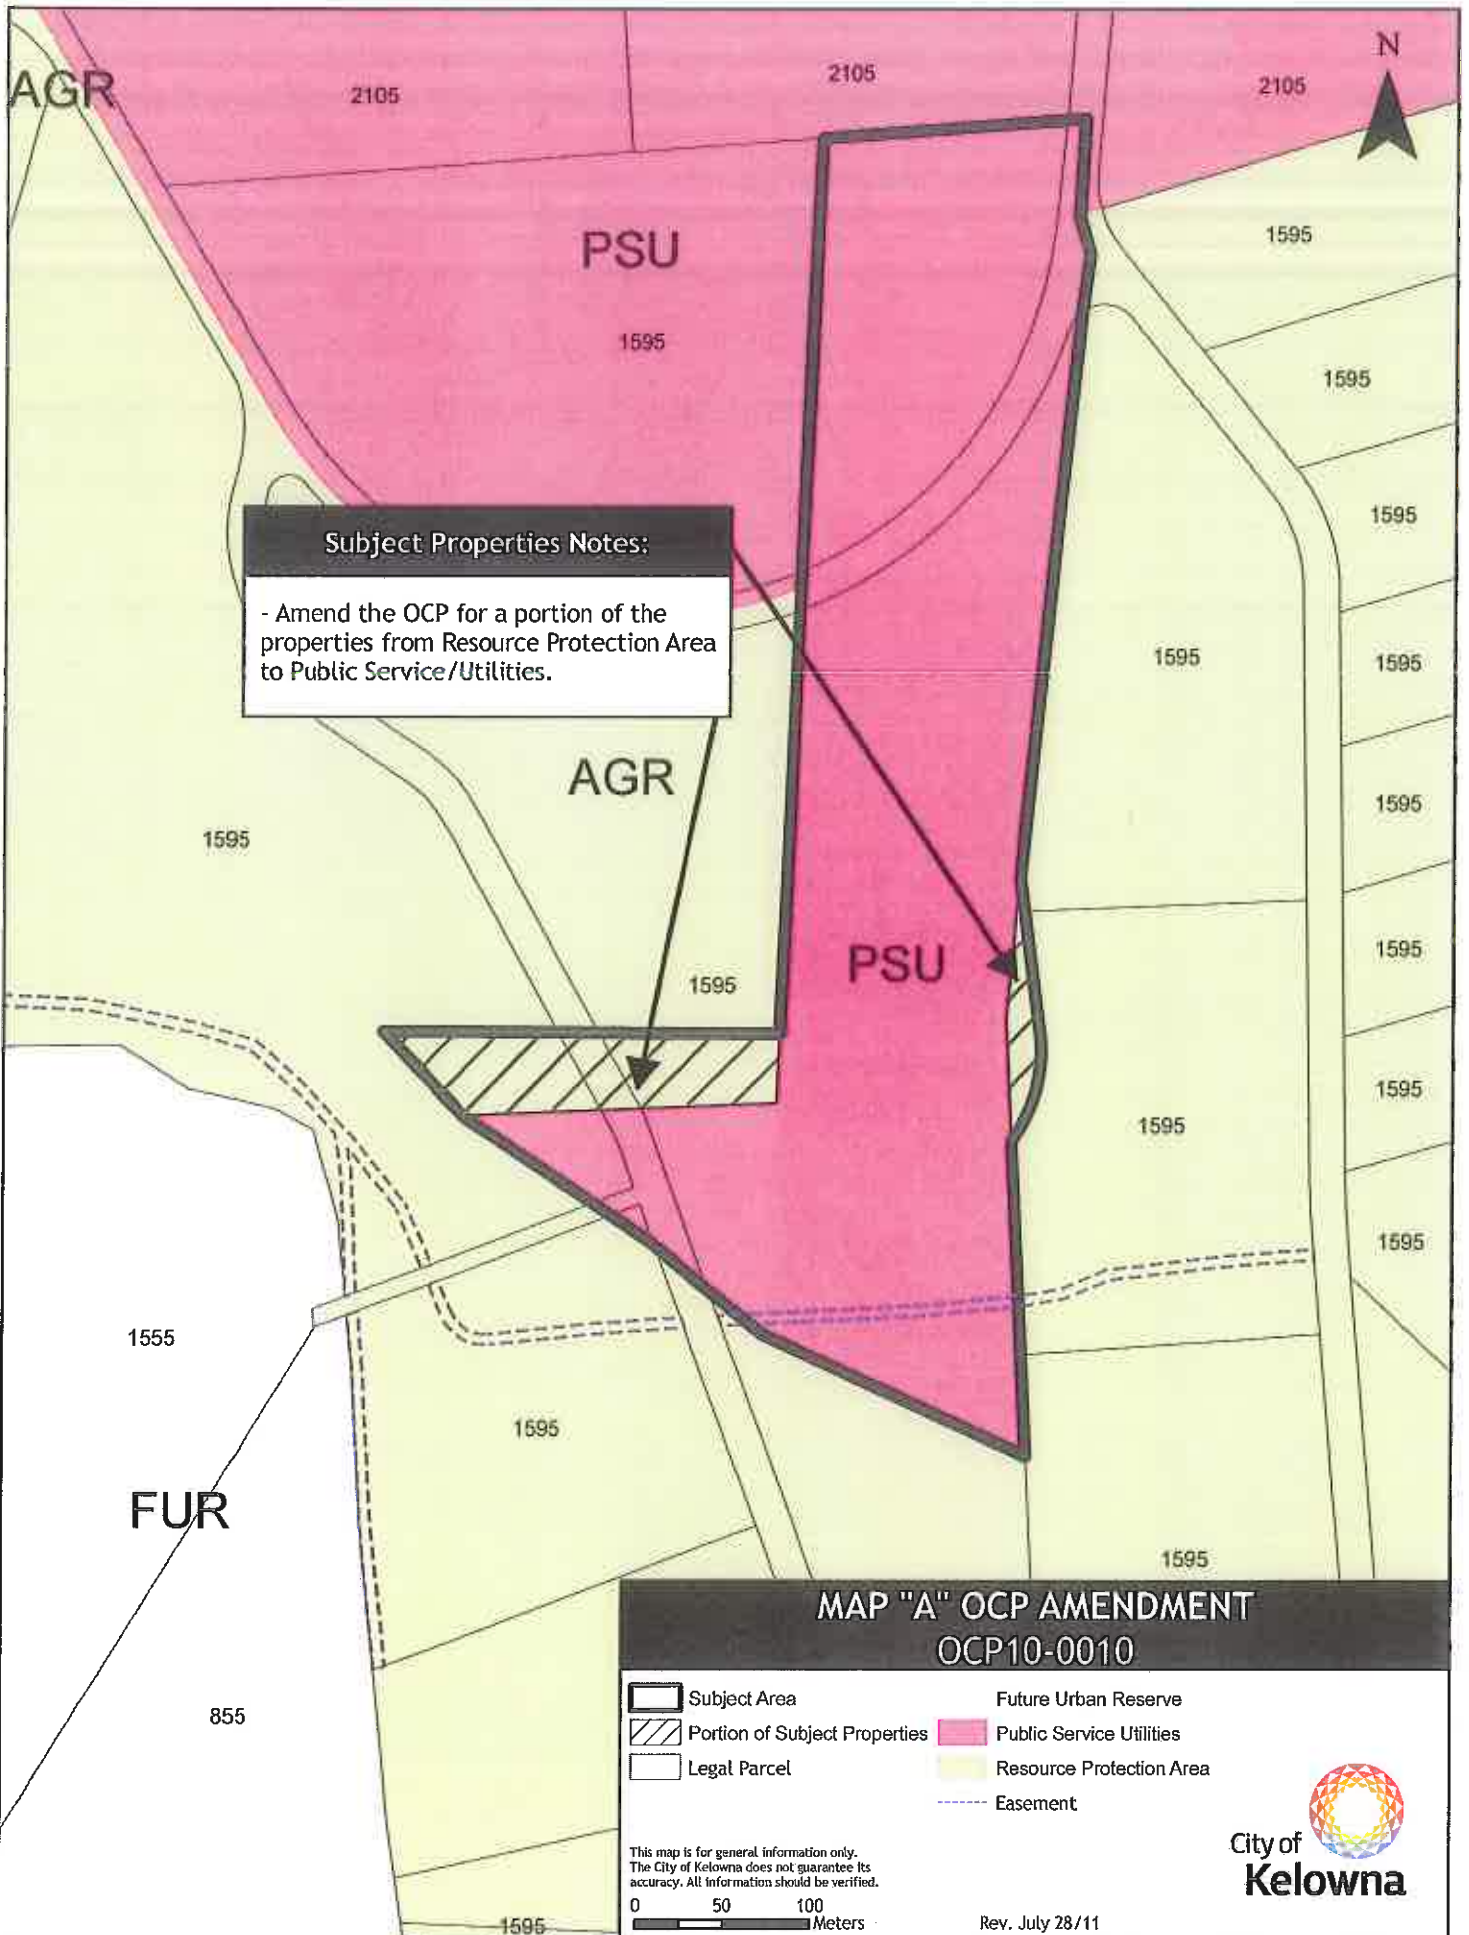 N
AGR
2105
2105
2105
PSU
1595
1595
1595
1595
Subject Properties Notes:
- Amend the OCP for a portion of the
properties from Resource Protection Area
to Public Service/Utilities.
1595
1595
AGR
1595
1595
PSU
1595
1595
1595
1595
1595
1555
1595
FUR
1595
855
1595
MAP "A" OCP AMENDMENT
OCP10-0010
Subject Area
Portion of Subject Properties
Legal Parcel
Future Urban Reserve
Public Service Utilities
Resource Protection Area
Easement
This map is for general information only.
The City of Kelowna does not guarantee its
accuracy. All information should be verified.
0 50 100
Meters
Rev. July 28/11
City of
Kelowna